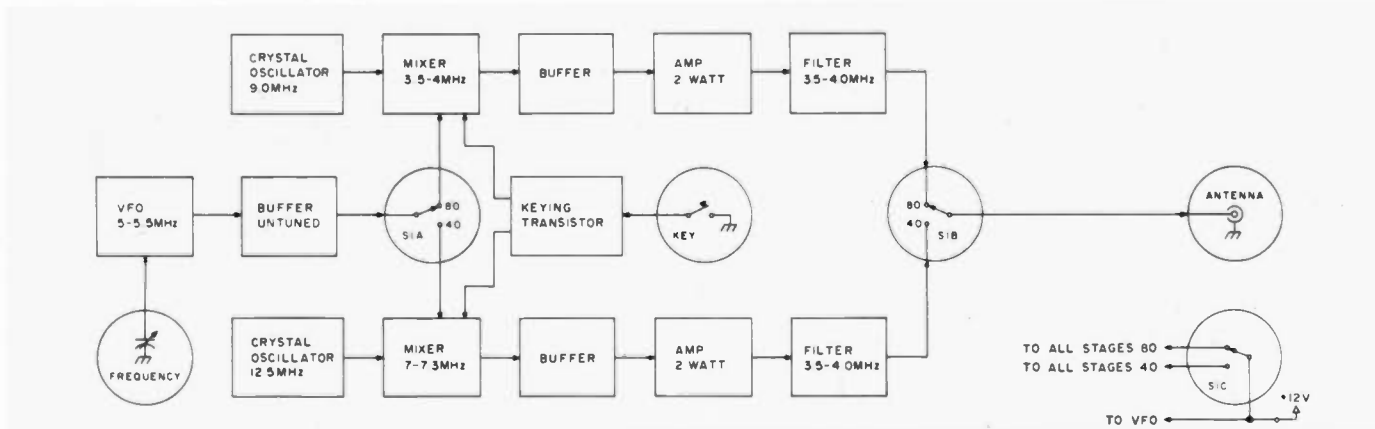 CRYSTAL
OSCILLATOR
9.0MHz
MIXER
3.5-4MHz
BUFFER
AMP
2 WATT
FILTER
3.5-4.0MHz
VFO
5-5.5MHz
BUFFER
UNTUNED
80
40
S1A
KEYING
TRANSISTOR
KEY
80
40
S1B
ANTENNA
FREQUENCY
CRYSTAL
OSCILLATOR
12.5MHz
MIXER
7-7.3MHz
BUFFER
AMP
2 WATT
FILTER
3.5-4.0MHz
TO ALL STAGES 80
TO ALL STAGES 40
S1C
+12V
TO VFO